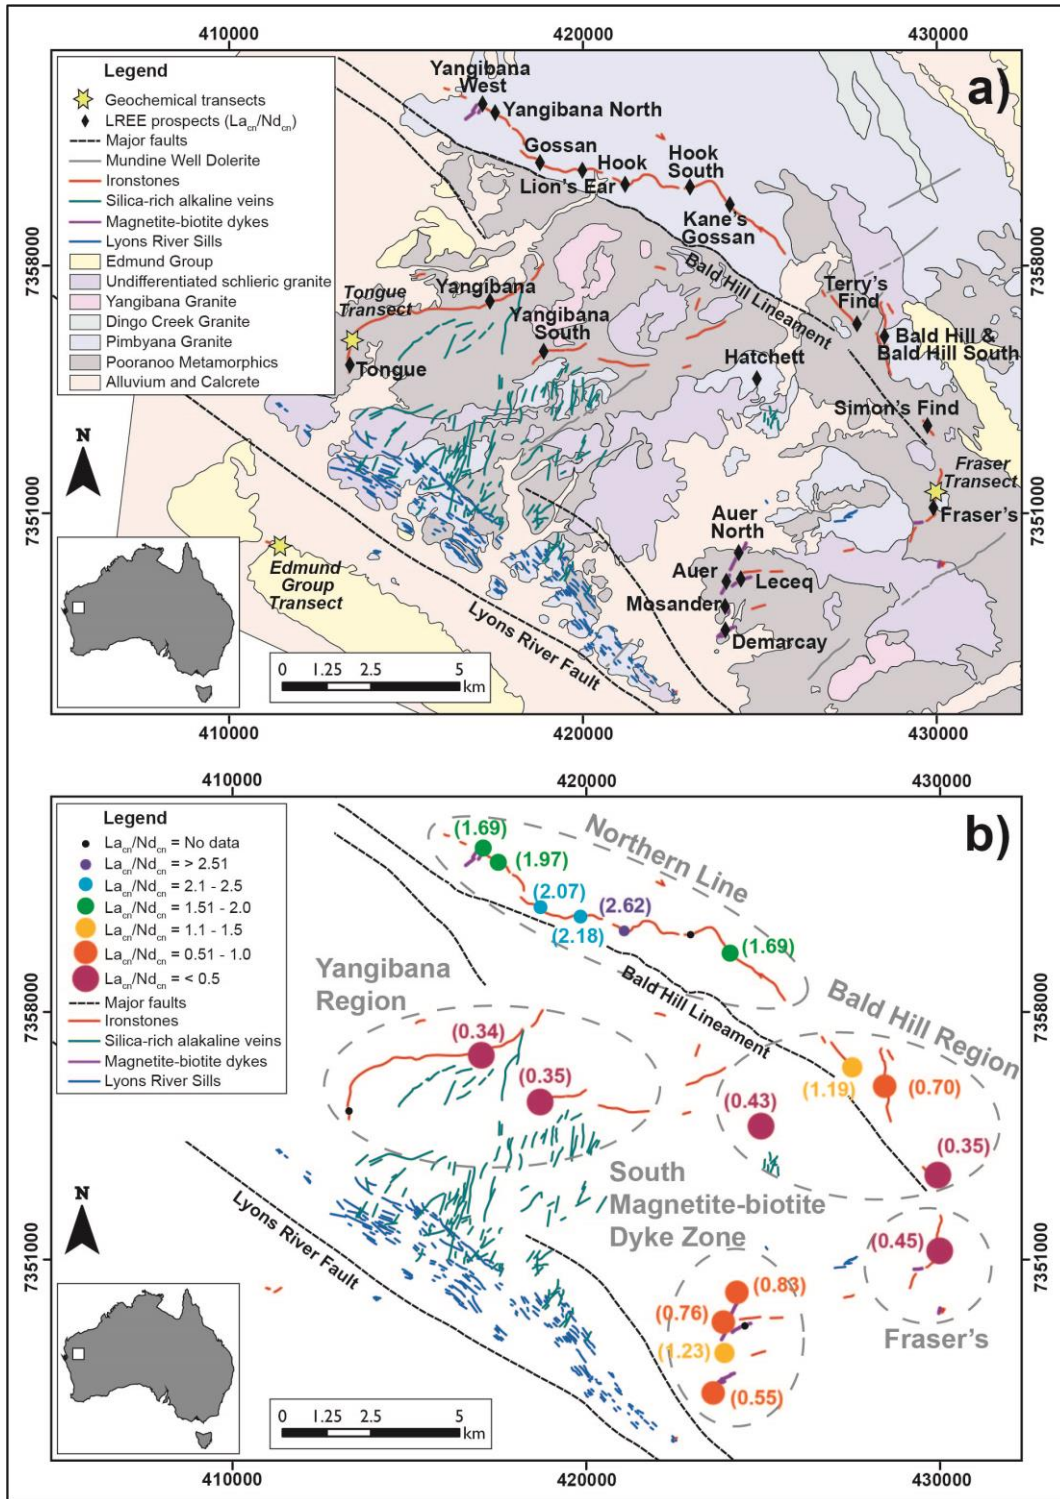 410000
420000
430000
a)
Legend
Geochemical transects
LREE prospects (Lacn/Ndcn)
Major faults
Mundine Well Dolerite
Ironstones
Silica-rich alkaline veins
Magnetite-biotite dykes
Lyons River Sills
Edmund Group
Undifferentiated schlieric granite
Yangibana Granite
Dingo Creek Granite
Pimbyana Granite
Pooranoo Metamorphics
Alluvium and Calcrete
Yangibana
West
Yangibana North
Gossan
Lion's Ear
Hook
Hook
South
Kane's
Gossan
Bald Hill Lineament
7358000
7358000
Tongue
Transect
Yangibana
Yangibana
South
Tongue
Terry's
Find
Bald Hill &
Bald Hill South
Hatchett
Simon's Find
Fraser
Transect
Fraser's
N
7351000
7351000
Auer
North
Auer
Leceq
Mosander
Demarcay
Edmund
Group
Transect
Lyons River Fault
0 1.25 2.5 5
km
410000
420000
430000
410000
420000
430000
b)
Legend
Lacn/Ndcn = No data
Lacn/Ndcn = > 2.51
Lacn/Ndcn = 2.1 - 2.5
Lacn/Ndcn = 1.51 - 2.0
Lacn/Ndcn = 1.1 - 1.5
Lacn/Ndcn = 0.51 - 1.0
Lacn/Ndcn = < 0.5
Major faults
Ironstones
Silica-rich alakaline veins
Magnetite-biotite dykes
Lyons River Sills
(1.69)
(1.97)
Northern Line
(2.07)
(2.18)
(2.62)
(1.69)
Bald Hill Lineament
Yangibana
Region
7358000
7358000
(0.34)
(0.35)
Bald Hill Region
(1.19)
(0.70)
(0.43)
(0.35)
South
Magnetite-biotite
Dyke Zone
N
Lyons River Fault
7351000
7351000
(0.45)
Fraser's
(0.83)
(0.76)
(1.23)
(0.55)
0 1.25 2.5 5
km
410000
420000
430000